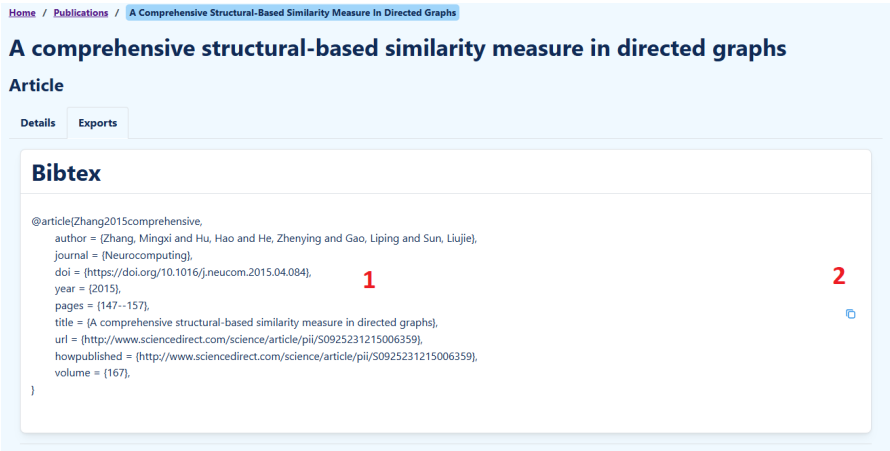 Home / Publications / A Comprehensive Structural-Based Similarity Measure In Directed Graphs
A comprehensive structural-based similarity measure in directed graphs
Article
Details Exports
Bibtex
@article{Zhang2015comprehensive,
author = {Zhang, Mingxi and Hu, Hao and He, Zhenying and Gao, Liping and Sun, Liujie},
journal = {Neurocomputing},
doi = {https://doi.org/10.1016/j.neucom.2015.04.084},
year = {2015},
pages = {147--157},
title = {A comprehensive structural-based similarity measure in directed graphs},
url = {http://www.sciencedirect.com/science/article/pii/S0925231215006359},
howpublished = {http://www.sciencedirect.com/science/article/pii/S0925231215006359},
volume = {167},
}
1
2